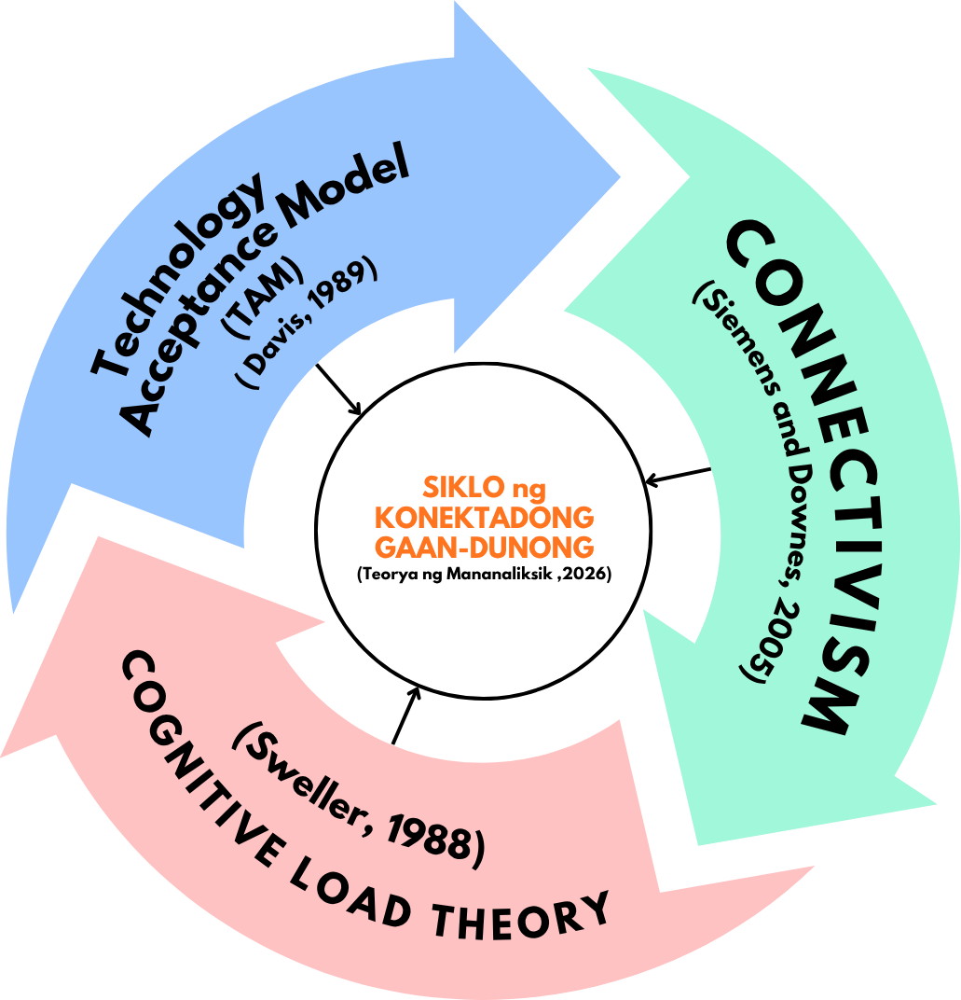 Technology
Acceptance Model
(TAM)
(Davis, 1989)
CONNECTIVISM
(Siemens and Downes, 2005)
SIKLO ng
KONEKTADONG
GAAN-DUNONG
(Teorya ng Mananaliksik ,2026)
(Sweller, 1988)
COGNITIVE LOAD THEORY